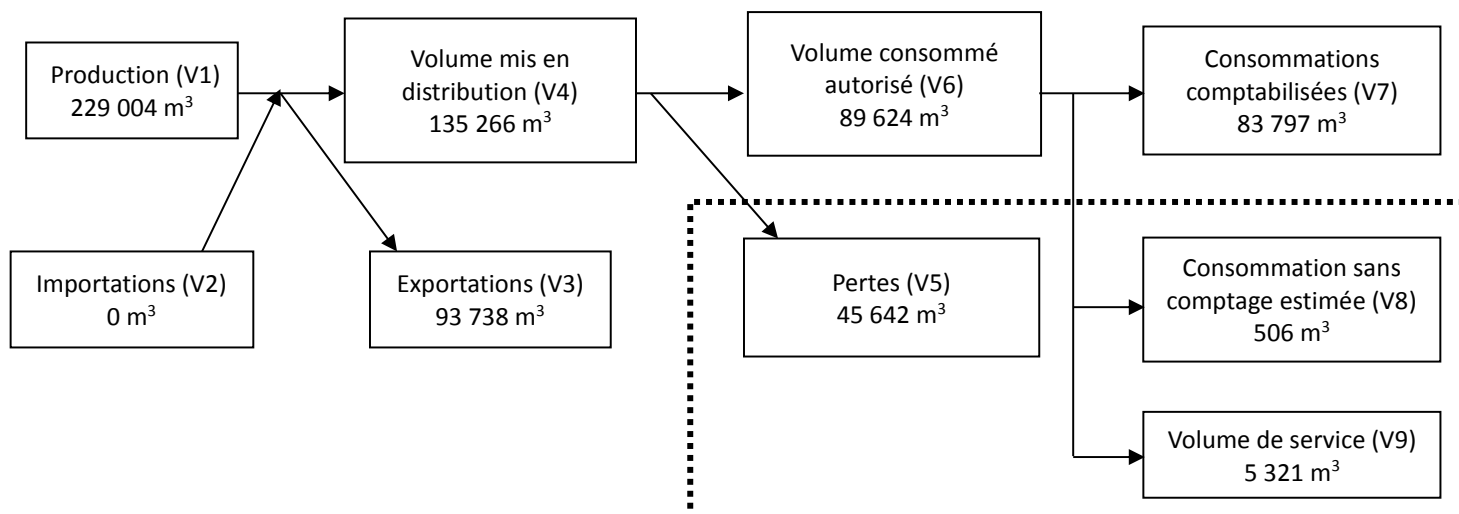 Production (V1)
229 004 m³
Volume mis en
distribution (V4)
135 266 m³
Volume consommé
autorisé (V6)
89 624 m³
Consommations
comptabilisées (V7)
83 797 m³
Importations (V2)
0 m³
Exportations (V3)
93 738 m³
Pertes (V5)
45 642 m³
Consommation sans
comptage estimée (V8)
506 m³
Volume de service (V9)
5 321 m³